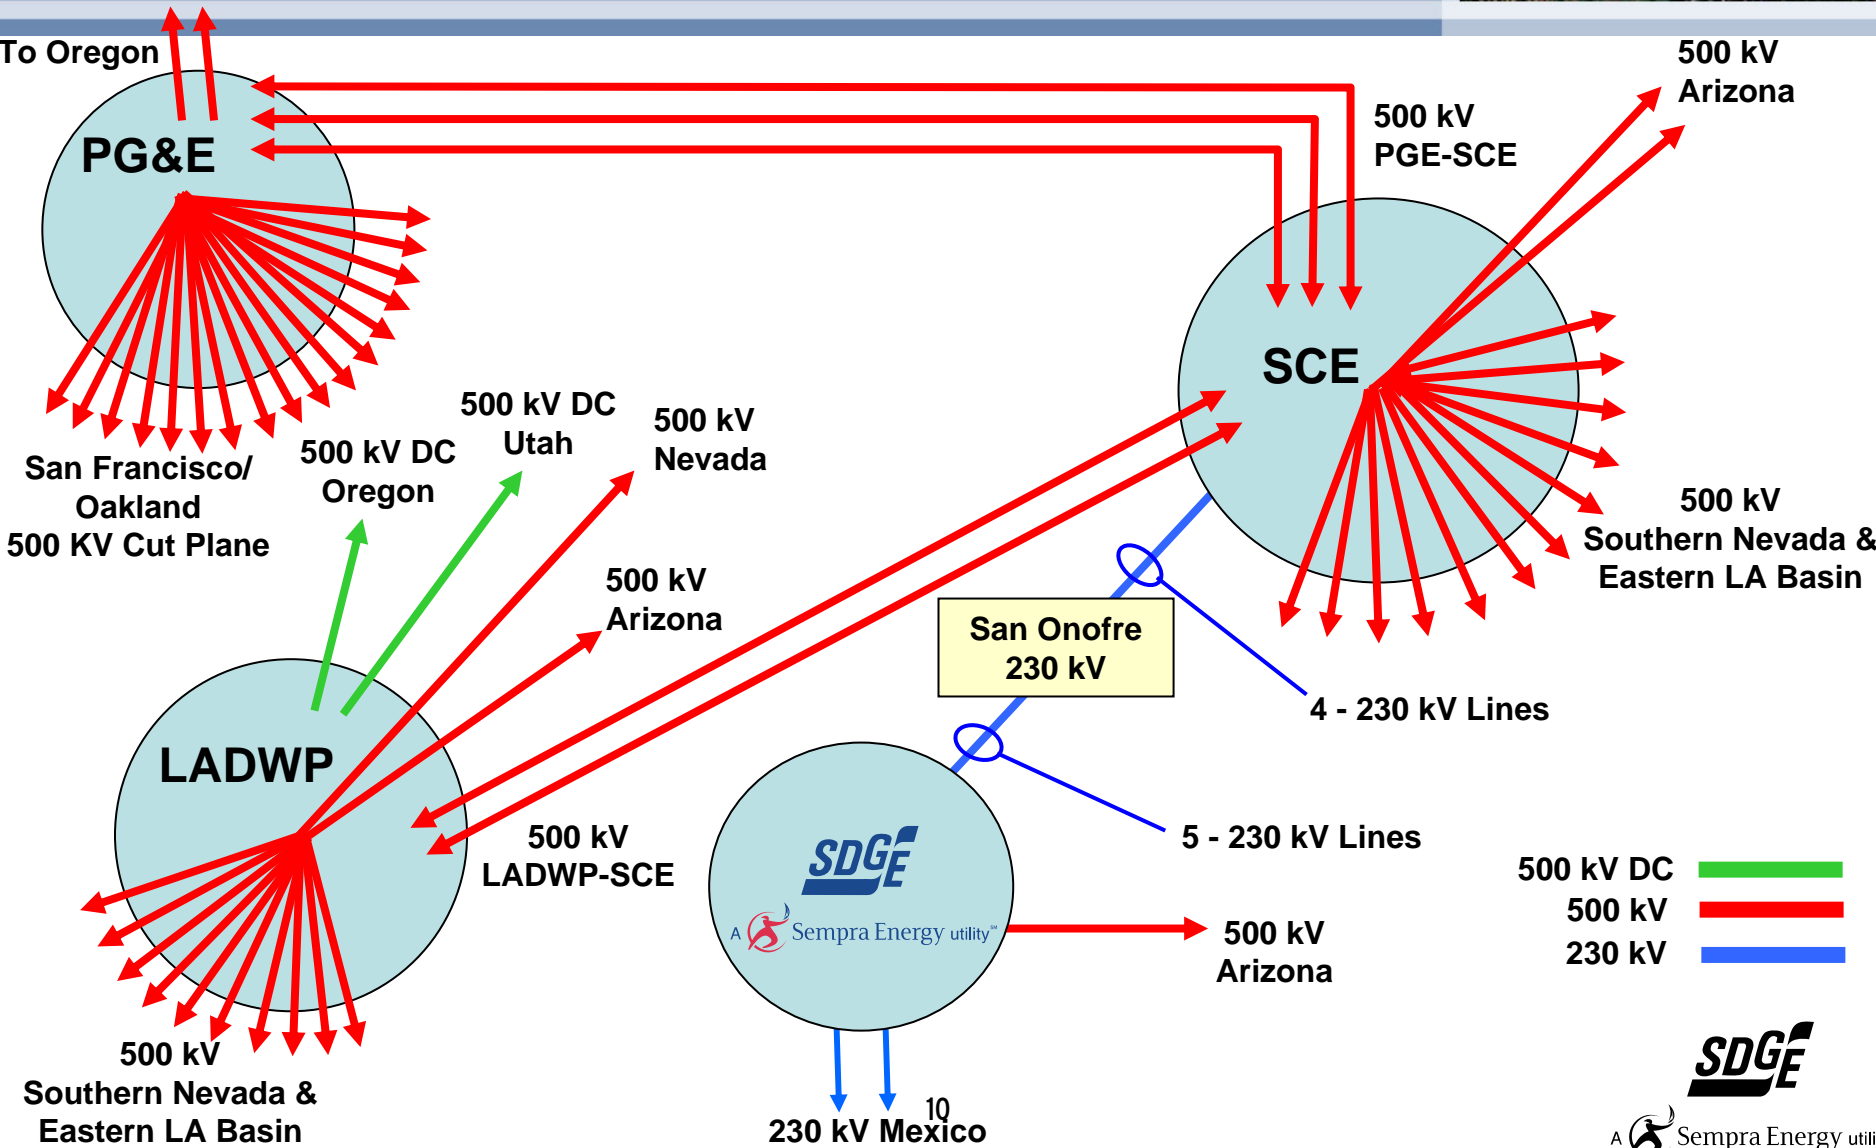 To Oregon
PG&E
500 kV
PGE-SCE
500 kV
Arizona
SCE
San Francisco/
Oakland
500 KV Cut Plane
500 kV DC
Oregon
500 kV DC
Utah
500 kV
Nevada
500 kV
Arizona
500 kV
Southern Nevada &
Eastern LA Basin
San Onofre
230 kV
4 - 230 kV Lines
LADWP
500 kV
LADWP-SCE
5 - 230 kV Lines
SDGE
A Sempra Energy utility℠
500 kV
Arizona
500 kV DC
500 kV
230 kV
500 kV
Southern Nevada &
Eastern LA Basin
230 kV Mexico
10
SDGE
A Sempra Energy utili